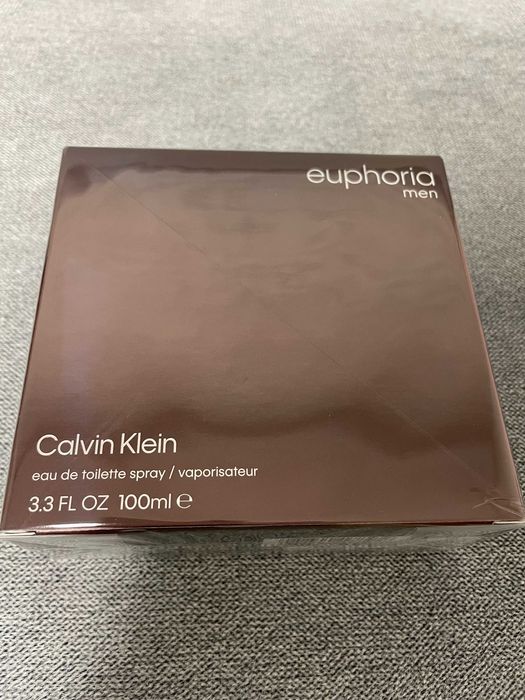 euphoria
men
Calvin Klein
eau de toilette spray / vaporisateur
3.3 FL OZ 100ml ℮